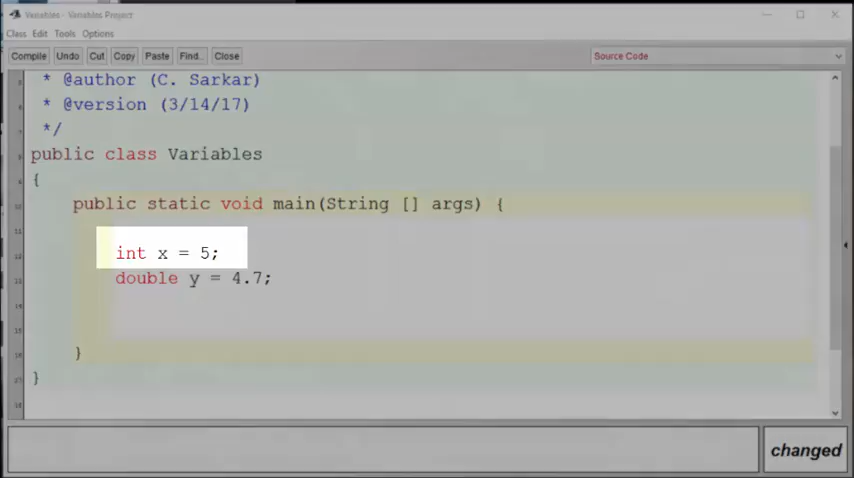 Variables - Variables Project
Class Edit Tools Options
Compile Undo Cut Copy Paste Find.. Close Source Code
* @author (C. Sarkar)
* @version (3/14/17)
*/
public class Variables
{
public static void main(String [] args) {
int x = 5;
double y = 4.7;
}
}
changed